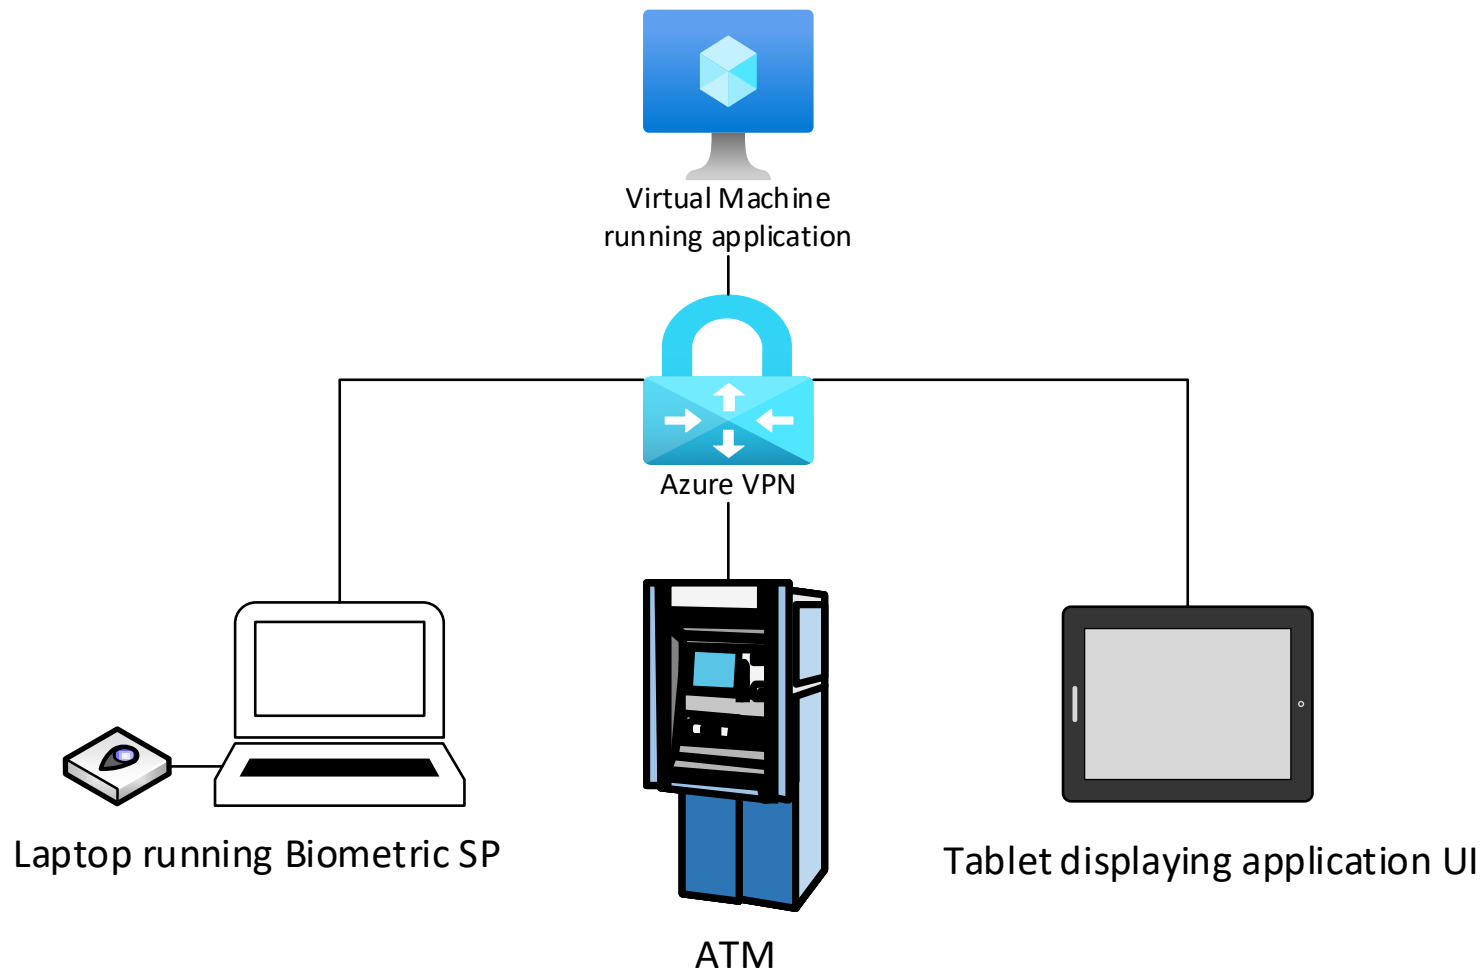 Virtual Machine
running application
Azure VPN
Laptop running Biometric SP
Tablet displaying application UI
ATM